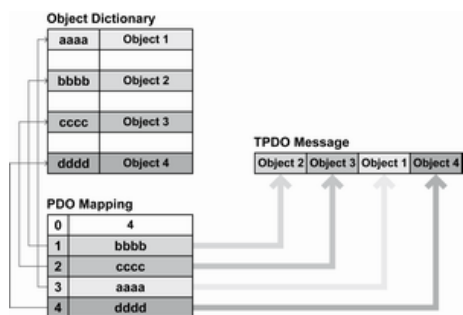 Object Dictionary
aaaa Object 1
bbbb Object 2
cccc Object 3
dddd Object 4
TPDO Message
Object 2 Object 3 Object 1 Object 4
PDO Mapping
0 4
1 bbbb
2 cccc
3 aaaa
4 dddd